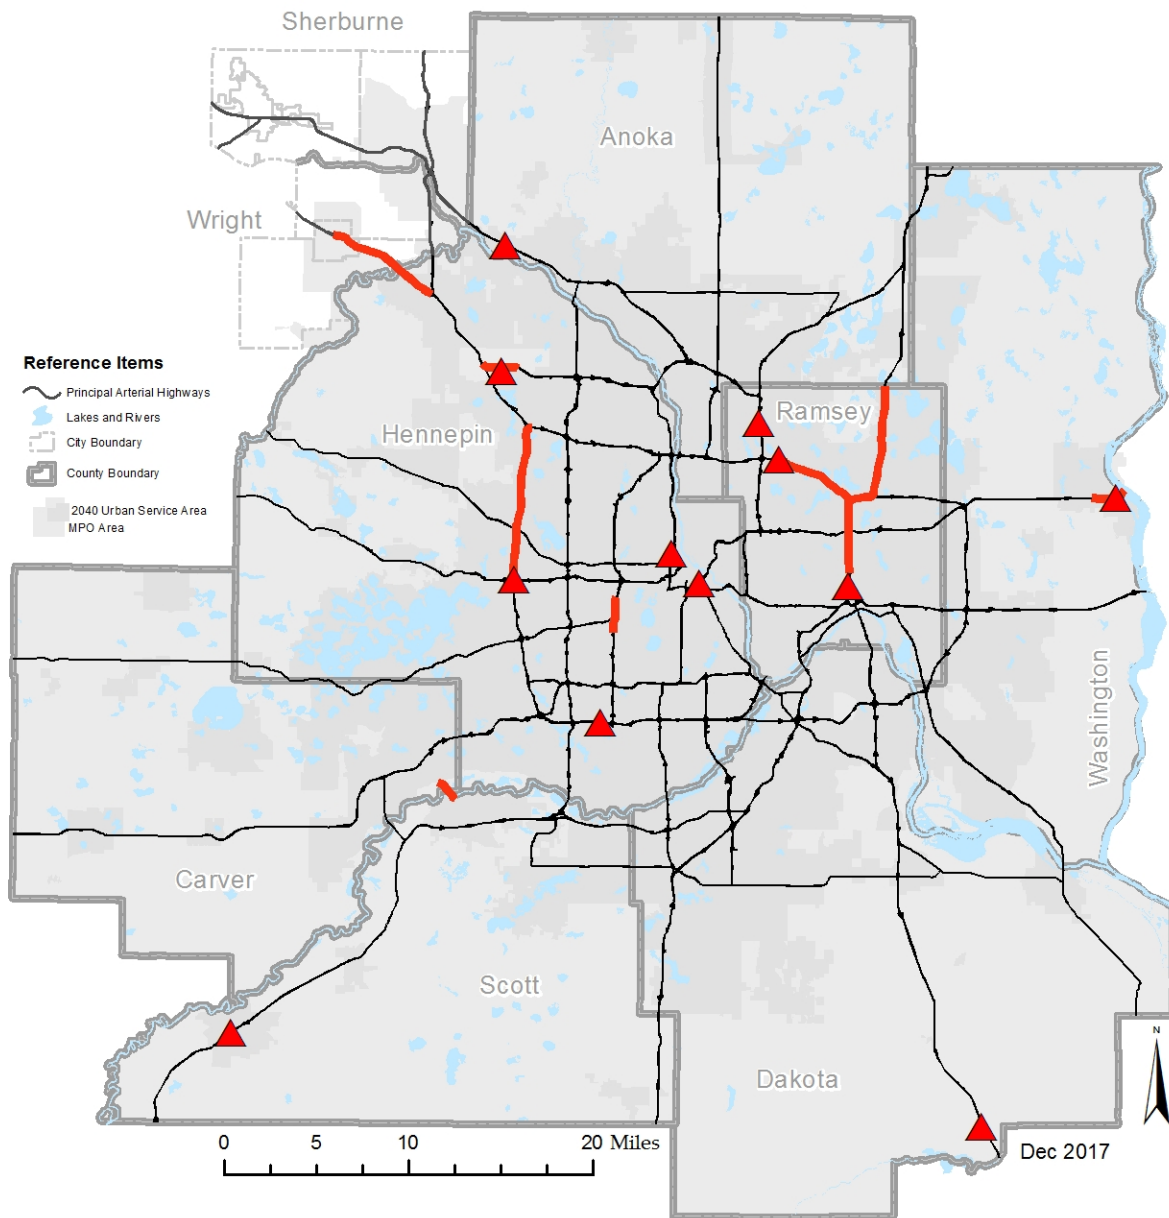 Sherburne
Anoka
Wright
Reference Items
Principal Arterial Highways
Lakes and Rivers
City Boundary
County Boundary
2040 Urban Service Area
MPO Area
Hennepin
Ramsey
Washington
Carver
Scott
Dakota
N
0 5 10 20 Miles
Dec 2017